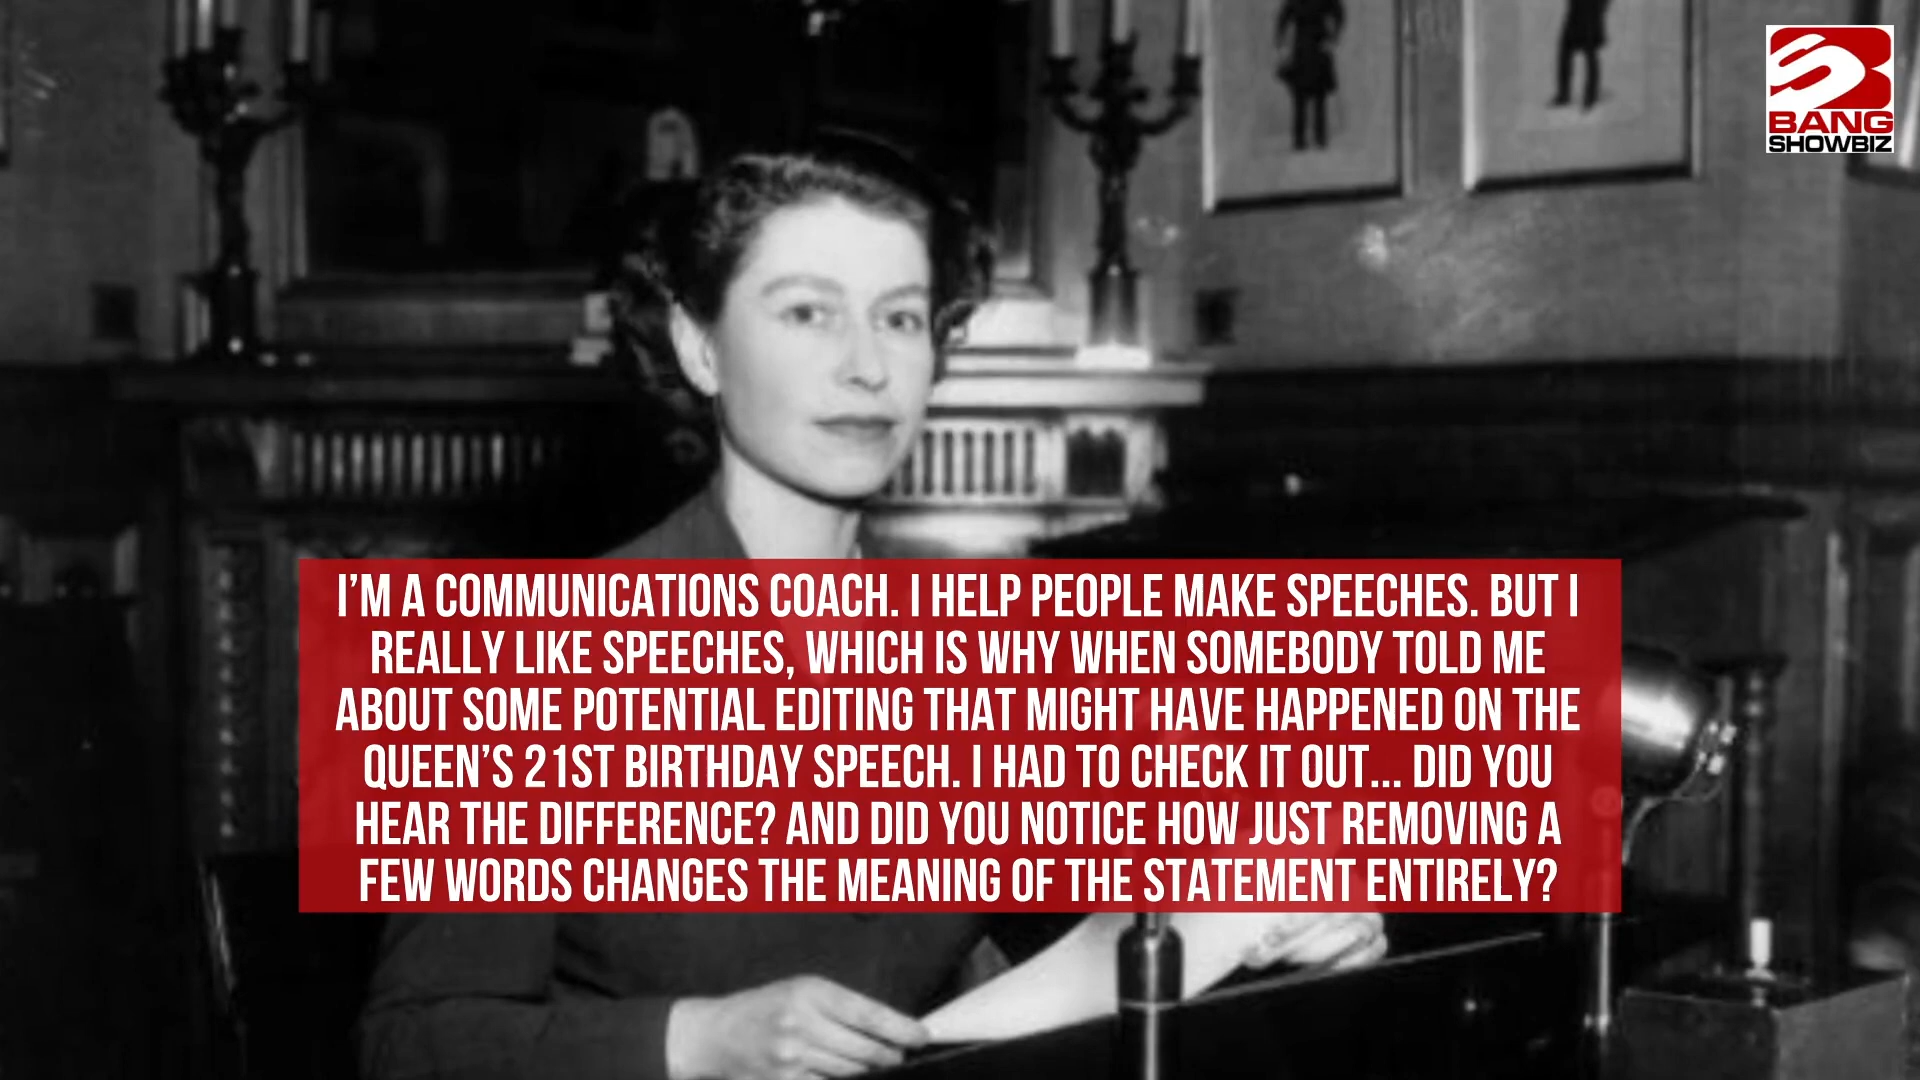 BANG
SHOWBIZ
I'M A COMMUNICATIONS COACH. I HELP PEOPLE MAKE SPEECHES. BUT I
REALLY LIKE SPEECHES, WHICH IS WHY WHEN SOMEBODY TOLD ME
ABOUT SOME POTENTIAL EDITING THAT MIGHT HAVE HAPPENED ON THE
QUEEN'S 21ST BIRTHDAY SPEECH. I HAD TO CHECK IT OUT... DID YOU
HEAR THE DIFFERENCE? AND DID YOU NOTICE HOW JUST REMOVING A
FEW WORDS CHANGES THE MEANING OF THE STATEMENT ENTIRELY?